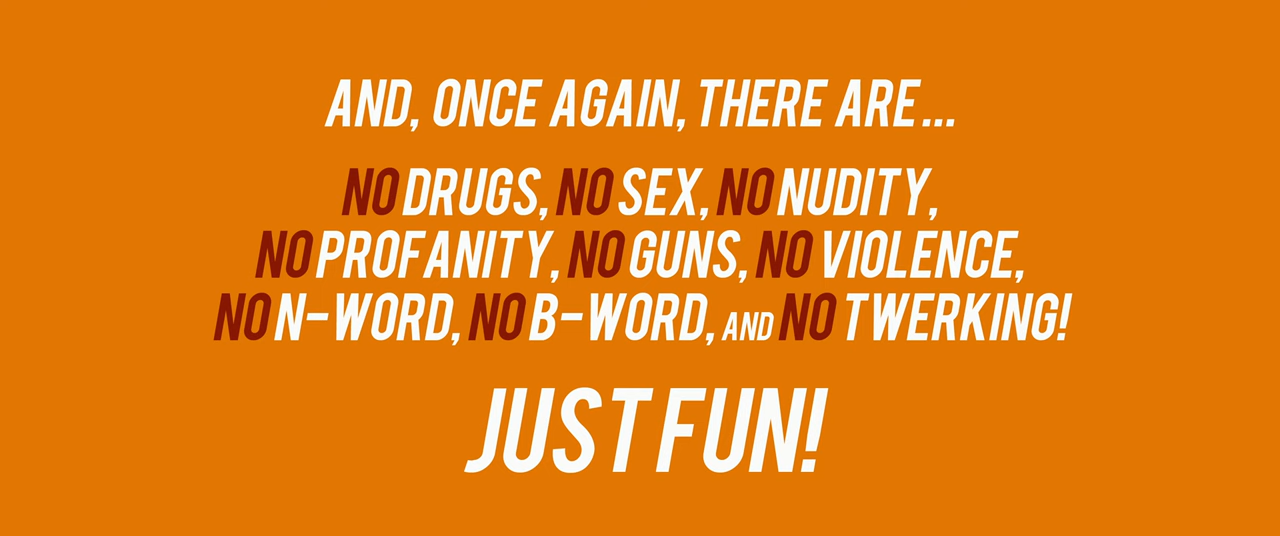 AND, ONCE AGAIN, THERE ARE...
NO DRUGS, NO SEX, NO NUDITY,
NO PROFANITY, NO GUNS, NO VIOLENCE,
NO N-WORD, NO B-WORD, AND NO TWERKING!
JUST FUN!